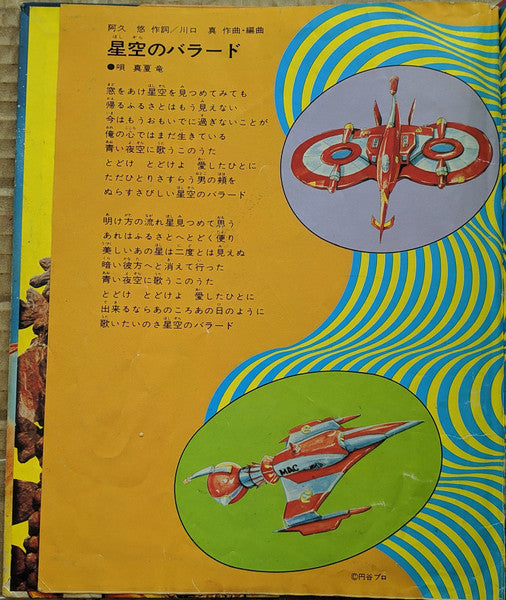 阿久 悠 作詞／川口 真 作曲・編曲
星空のバラード
●唄 真夏 竜
窓をあけ星空を見つめてみても
帰るふるさとはもう見えない
今はもうおもいでに過ぎないことが
俺の心ではまだ生きている
青い夜空に歌うこのうた
とどけ とどけよ 愛したひとに
ただひとりさすらう男の頬を
ぬらすさびしい星空のバラード
明け方の流れ星見つめて思う
あれはふるさとへとどく便り
美しいあの星は二度とは見えぬ
暗い彼方へと消えて行った
青い夜空に歌うこのうた
とどけ とどけよ 愛したひとに
出来るならあのころあの日のように
歌いたいのさ星空のバラード
MAC
©円谷プロ